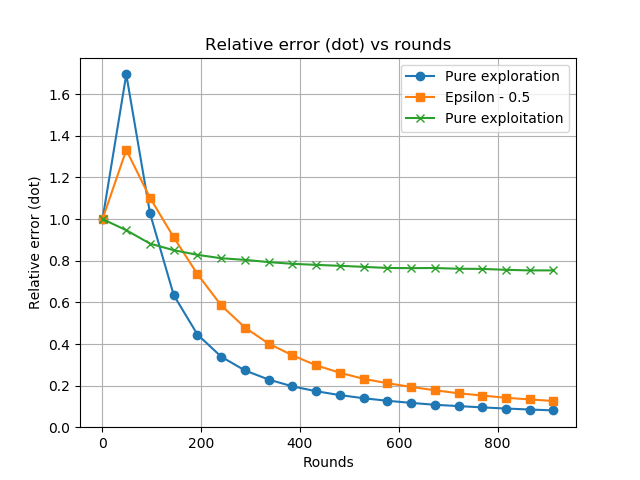 Relative error (dot) vs rounds
Pure exploration
Epsilon - 0.5
Pure exploitation
Relative error (dot)
1.6
1.4
1.2
1.0
0.8
0.6
0.4
0.2
0.0
0 200 400 600 800
Rounds